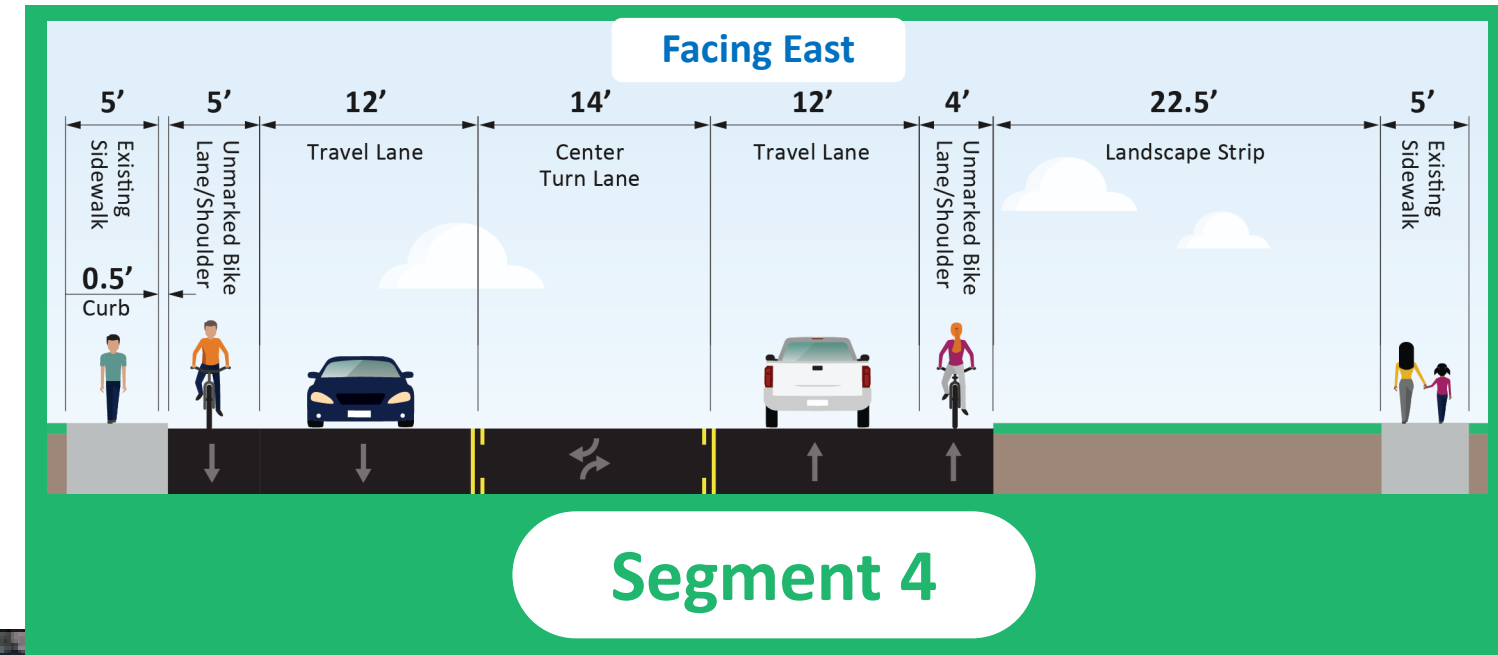 Facing East
5’ 5’ 12’ 14’ 12’ 4’ 22.5’ 5’
Existing
Sidewalk
Unmarked Bike
Lane/Shoulder
Travel Lane
Center
Turn Lane
Travel Lane
Unmarked Bike
Lane/Shoulder
Landscape Strip
Existing
Sidewalk
0.5’
Curb
Segment 4